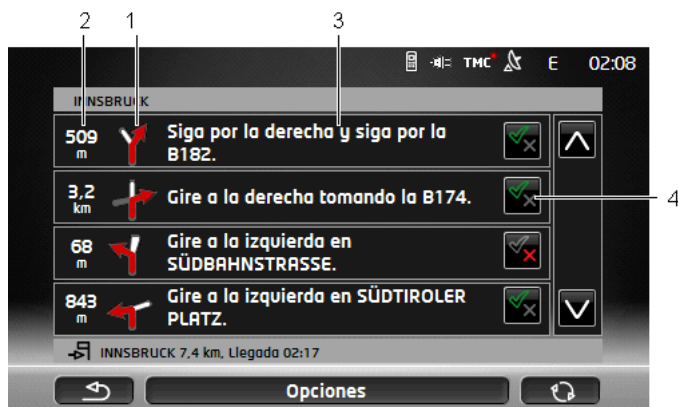 2 1 3
TMC E 02:08
INNSBRUCK
509 m
Siga por la derecha y siga por la
B182.
3,2 km
Gire a la derecha tomando la B174.
4
68 m
Gire a la izquierda en
SÜDBAHNSTRASSE.
843 m
Gire a la izquierda en SÜDTIROLER
PLATZ.
INNSBRUCK 7,4 km, Llegada 02:17
Opciones